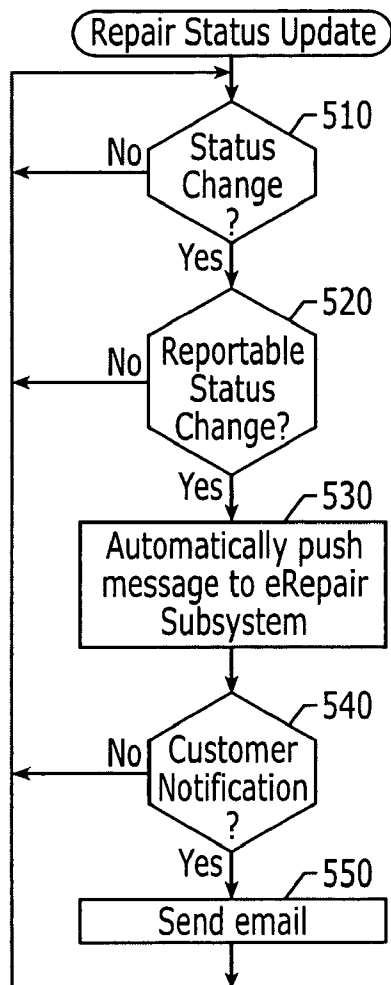 Repair Status Update
510
No
Status
Change
?
Yes
520
No
Reportable
Status
Change?
Yes
530
Automatically push
message to eRepair
Subsystem
540
No
Customer
Notification
?
Yes
550
Send email